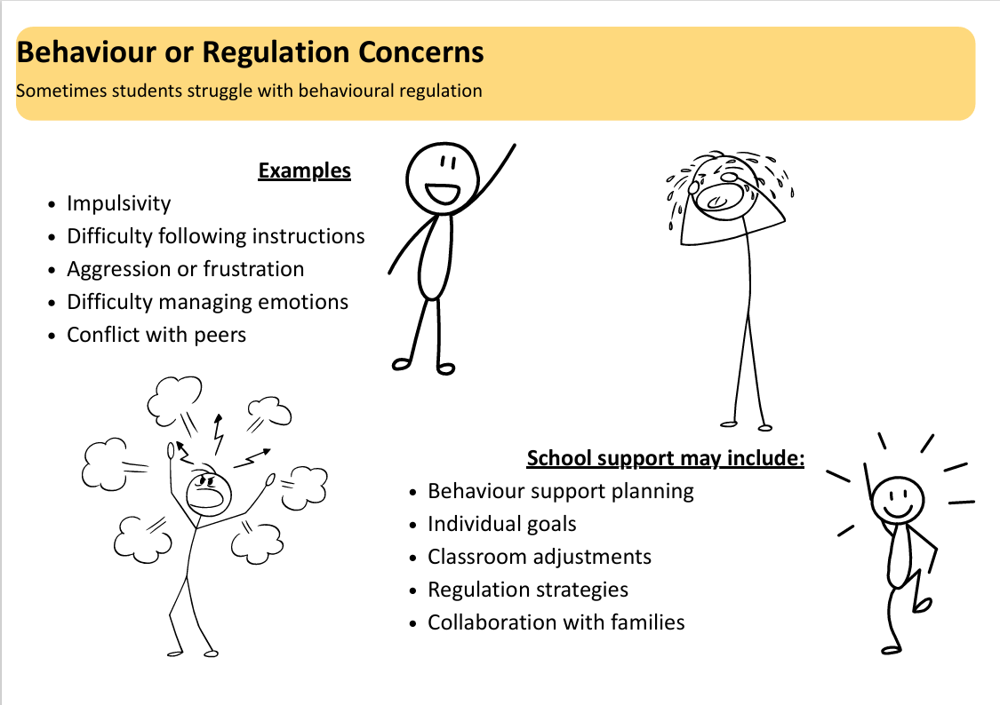 Behaviour or Regulation Concerns
Sometimes students struggle with behavioural regulation
Examples
• Impulsivity
• Difficulty following instructions
• Aggression or frustration
• Difficulty managing emotions
• Conflict with peers
School support may include:
• Behaviour support planning
• Individual goals
• Classroom adjustments
• Regulation strategies
• Collaboration with families